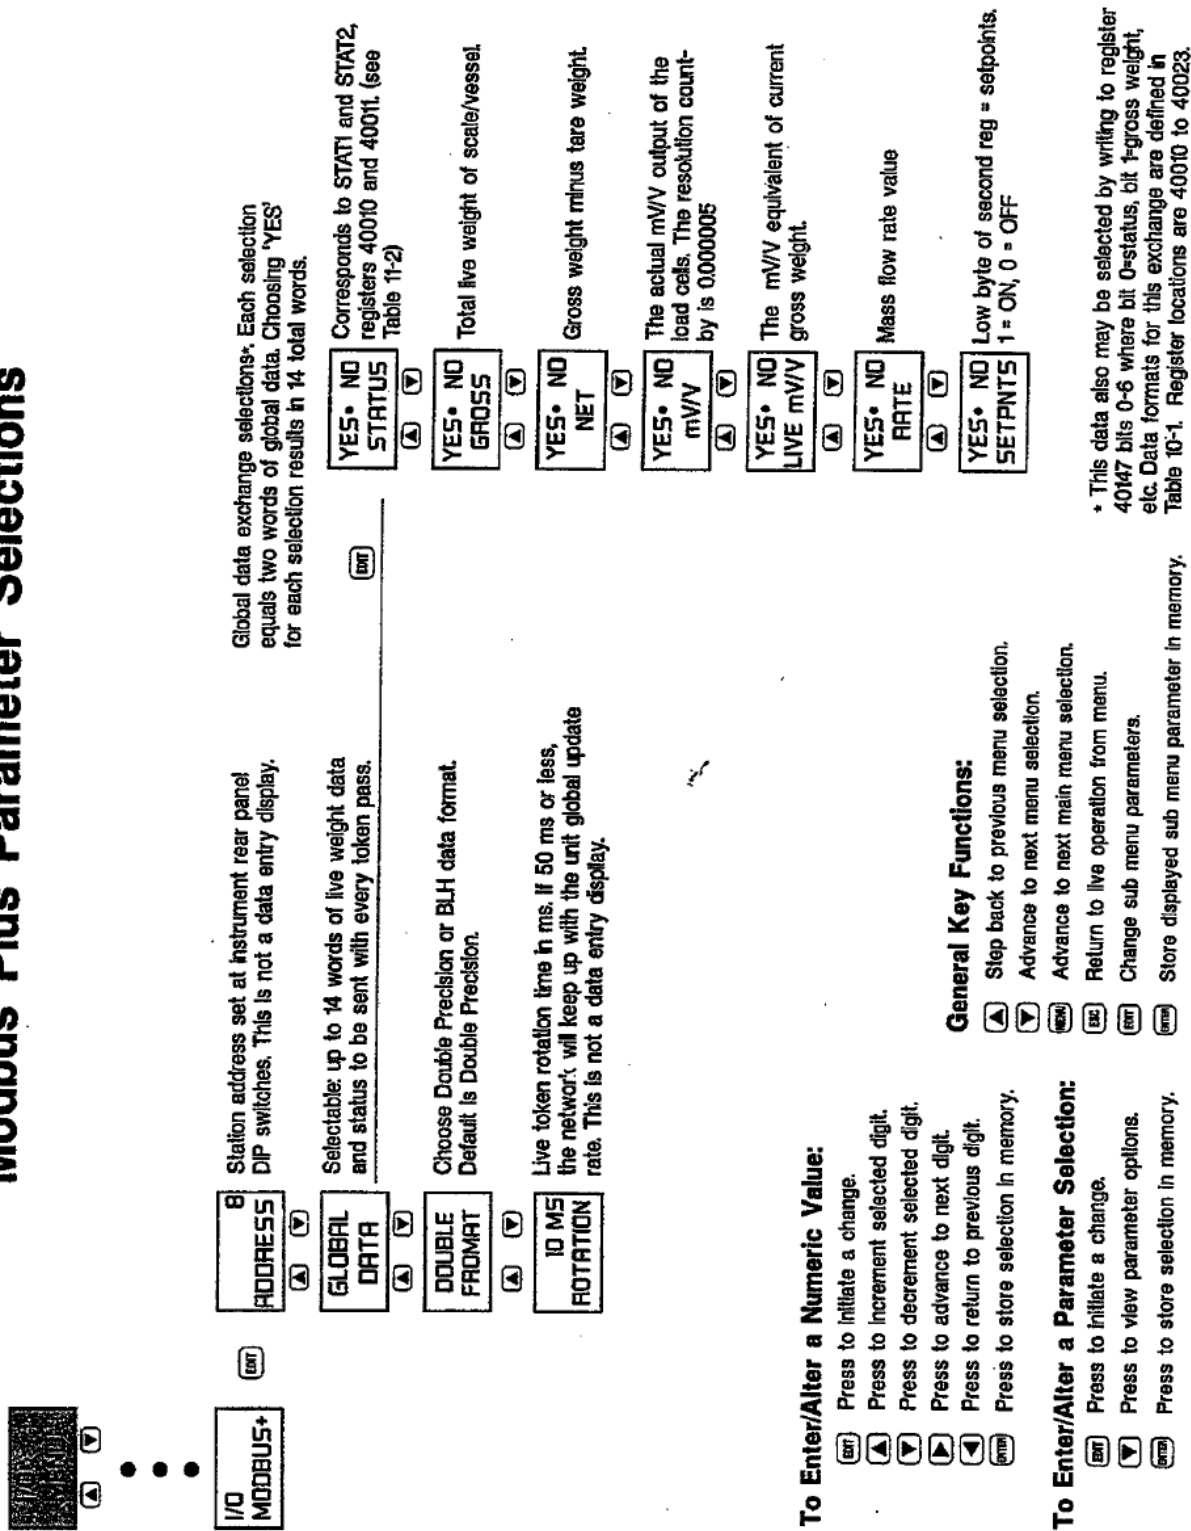 Modbus Plus Parameter Selections
I/O
MENU
I/O
MODBUS+
EDIT
8
ADDRESS
Station address set at instrument rear panel
DIP switches. This is not a data entry display.
GLOBAL
DATA
Selectable: up to 14 words of live weight data
and status to be sent with every token pass.
EDIT
DOUBLE
FROMAT
Choose Double Precision or BLH data format.
Default is Double Precision.
10 MS
ROTATION
Live token rotation time in ms. If 50 ms or less,
the network will keep up with the unit global update
rate. This is not a data entry display.
Global data exchange selections*. Each selection
equals two words of global data. Choosing 'YES'
for each selection results in 14 total words.
YES• NO
STATUS
Corresponds to STAT1 and STAT2,
registers 40010 and 40011. (see
Table 11-2)
YES• NO
GROSS
Total live weight of scale/vessel.
YES• NO
NET
Gross weight minus tare weight.
YES• NO
mV/V
The actual mV/V output of the
load cells. The resolution count-
by is 0.000005
YES• NO
LIVE mV/V
The mV/V equivalent of current
gross weight.
YES• NO
RATE
Mass flow rate value
YES• NO
SETPNTS
Low byte of second reg = setpoints.
1 = ON, 0 = OFF
* This data also may be selected by writing to register
40147 bits 0-6 where bit 0=status, bit 1=gross weight,
etc. Data formats for this exchange are defined in
Table 10-1. Register locations are 40010 to 40023.
To Enter/Alter a Numeric Value:
EDIT Press to initiate a change.
▲ Press to increment selected digit.
▼ Press to decrement selected digit.
▶ Press to advance to next digit.
◀ Press to return to previous digit.
ENTER Press to store selection in memory.
To Enter/Alter a Parameter Selection:
EDIT Press to initiate a change.
▼ Press to view parameter options.
ENTER Press to store selection in memory.
General Key Functions:
▲ Step back to previous menu selection.
▼ Advance to next menu selection.
MENU Advance to next main menu selection.
ESC Return to live operation from menu.
EDIT Change sub menu parameters.
ENTER Store displayed sub menu parameter in memory.